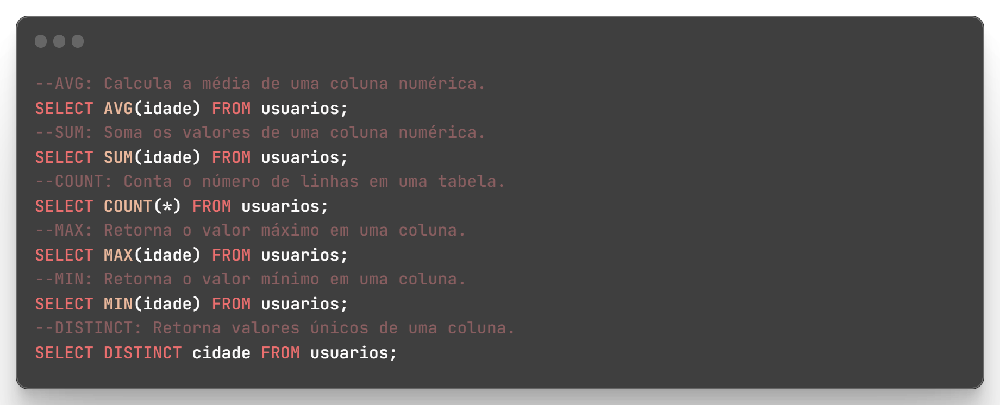 --AVG: Calcula a média de uma coluna numérica.
SELECT AVG(idade) FROM usuarios;
--SUM: Soma os valores de uma coluna numérica.
SELECT SUM(idade) FROM usuarios;
--COUNT: Conta o número de linhas em uma tabela.
SELECT COUNT(*) FROM usuarios;
--MAX: Retorna o valor máximo em uma coluna.
SELECT MAX(idade) FROM usuarios;
--MIN: Retorna o valor mínimo em uma coluna.
SELECT MIN(idade) FROM usuarios;
--DISTINCT: Retorna valores únicos de uma coluna.
SELECT DISTINCT cidade FROM usuarios;